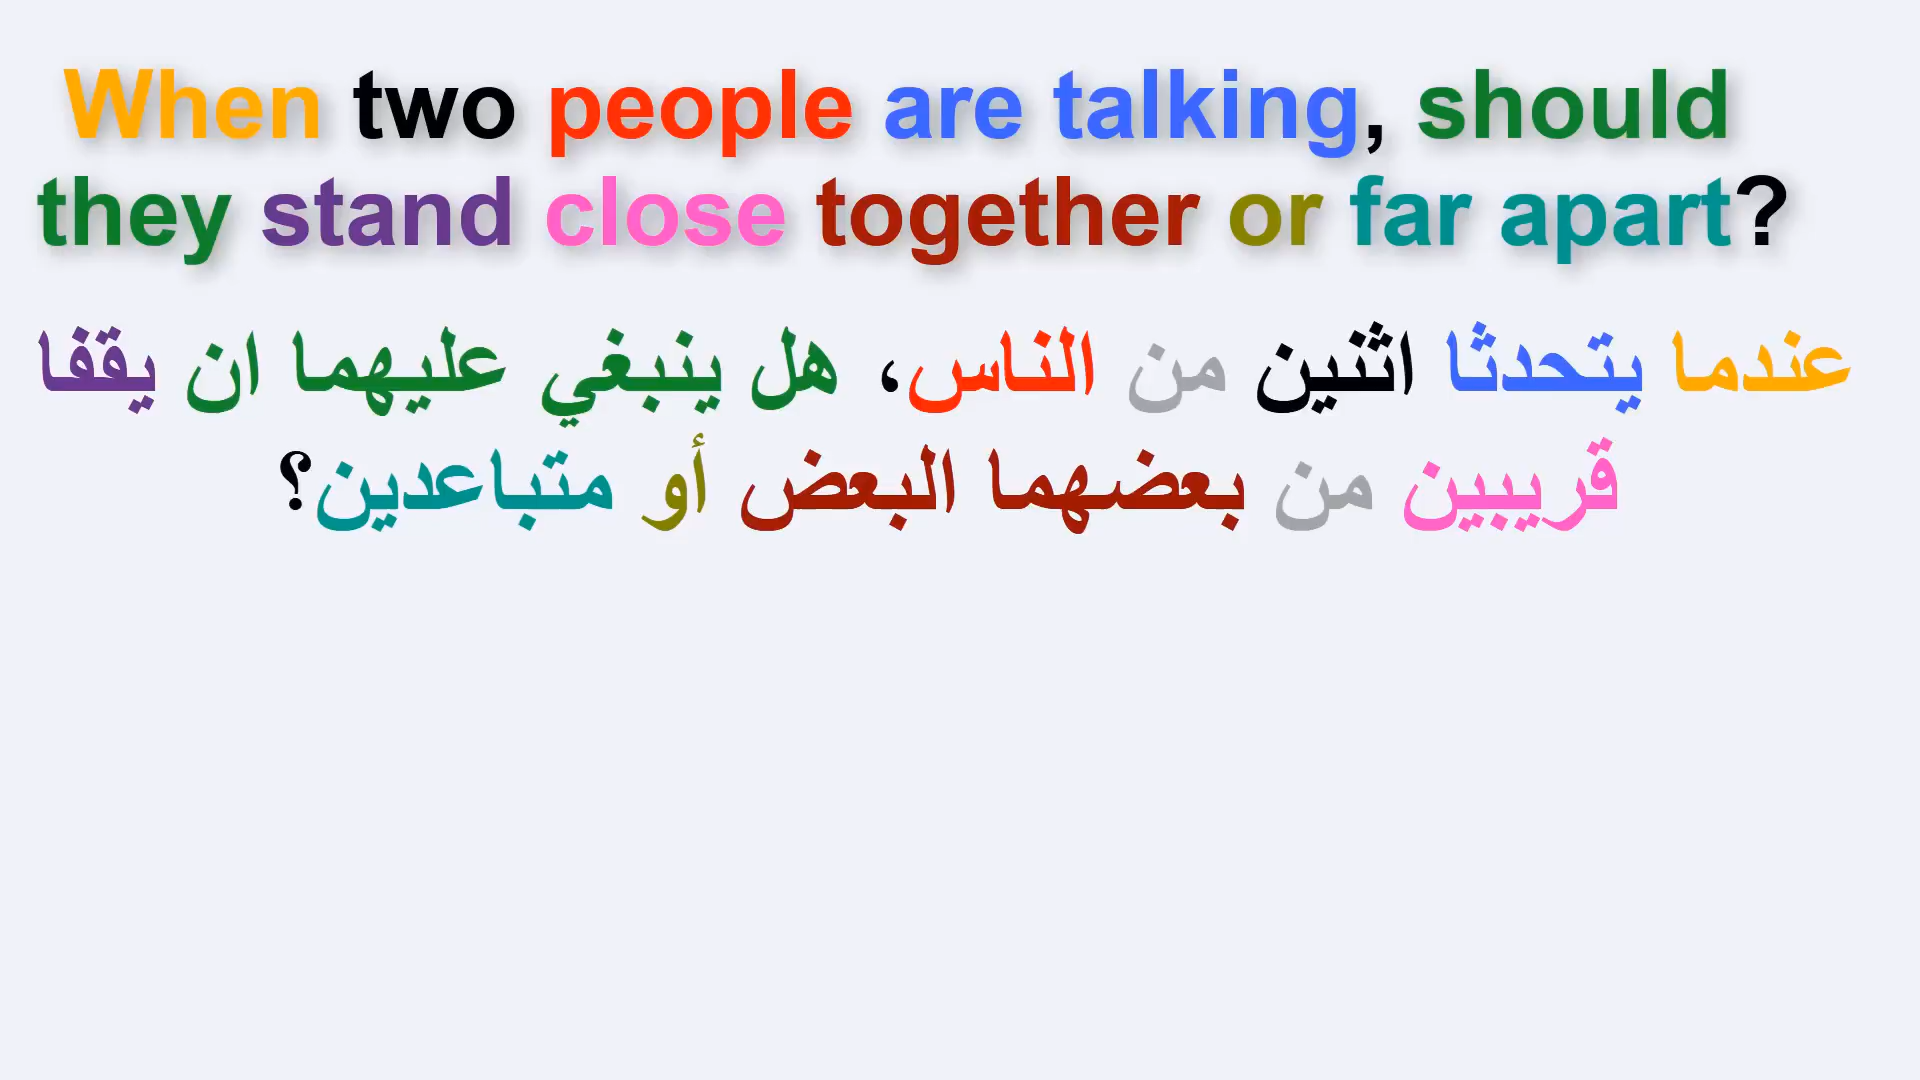 When two people are talking, should
they stand close together or far apart?
عندما يتحدثا اثنين من الناس، هل ينبغي عليهما ان يقفا
قريبين من بعضهما البعض أو متباعدين؟